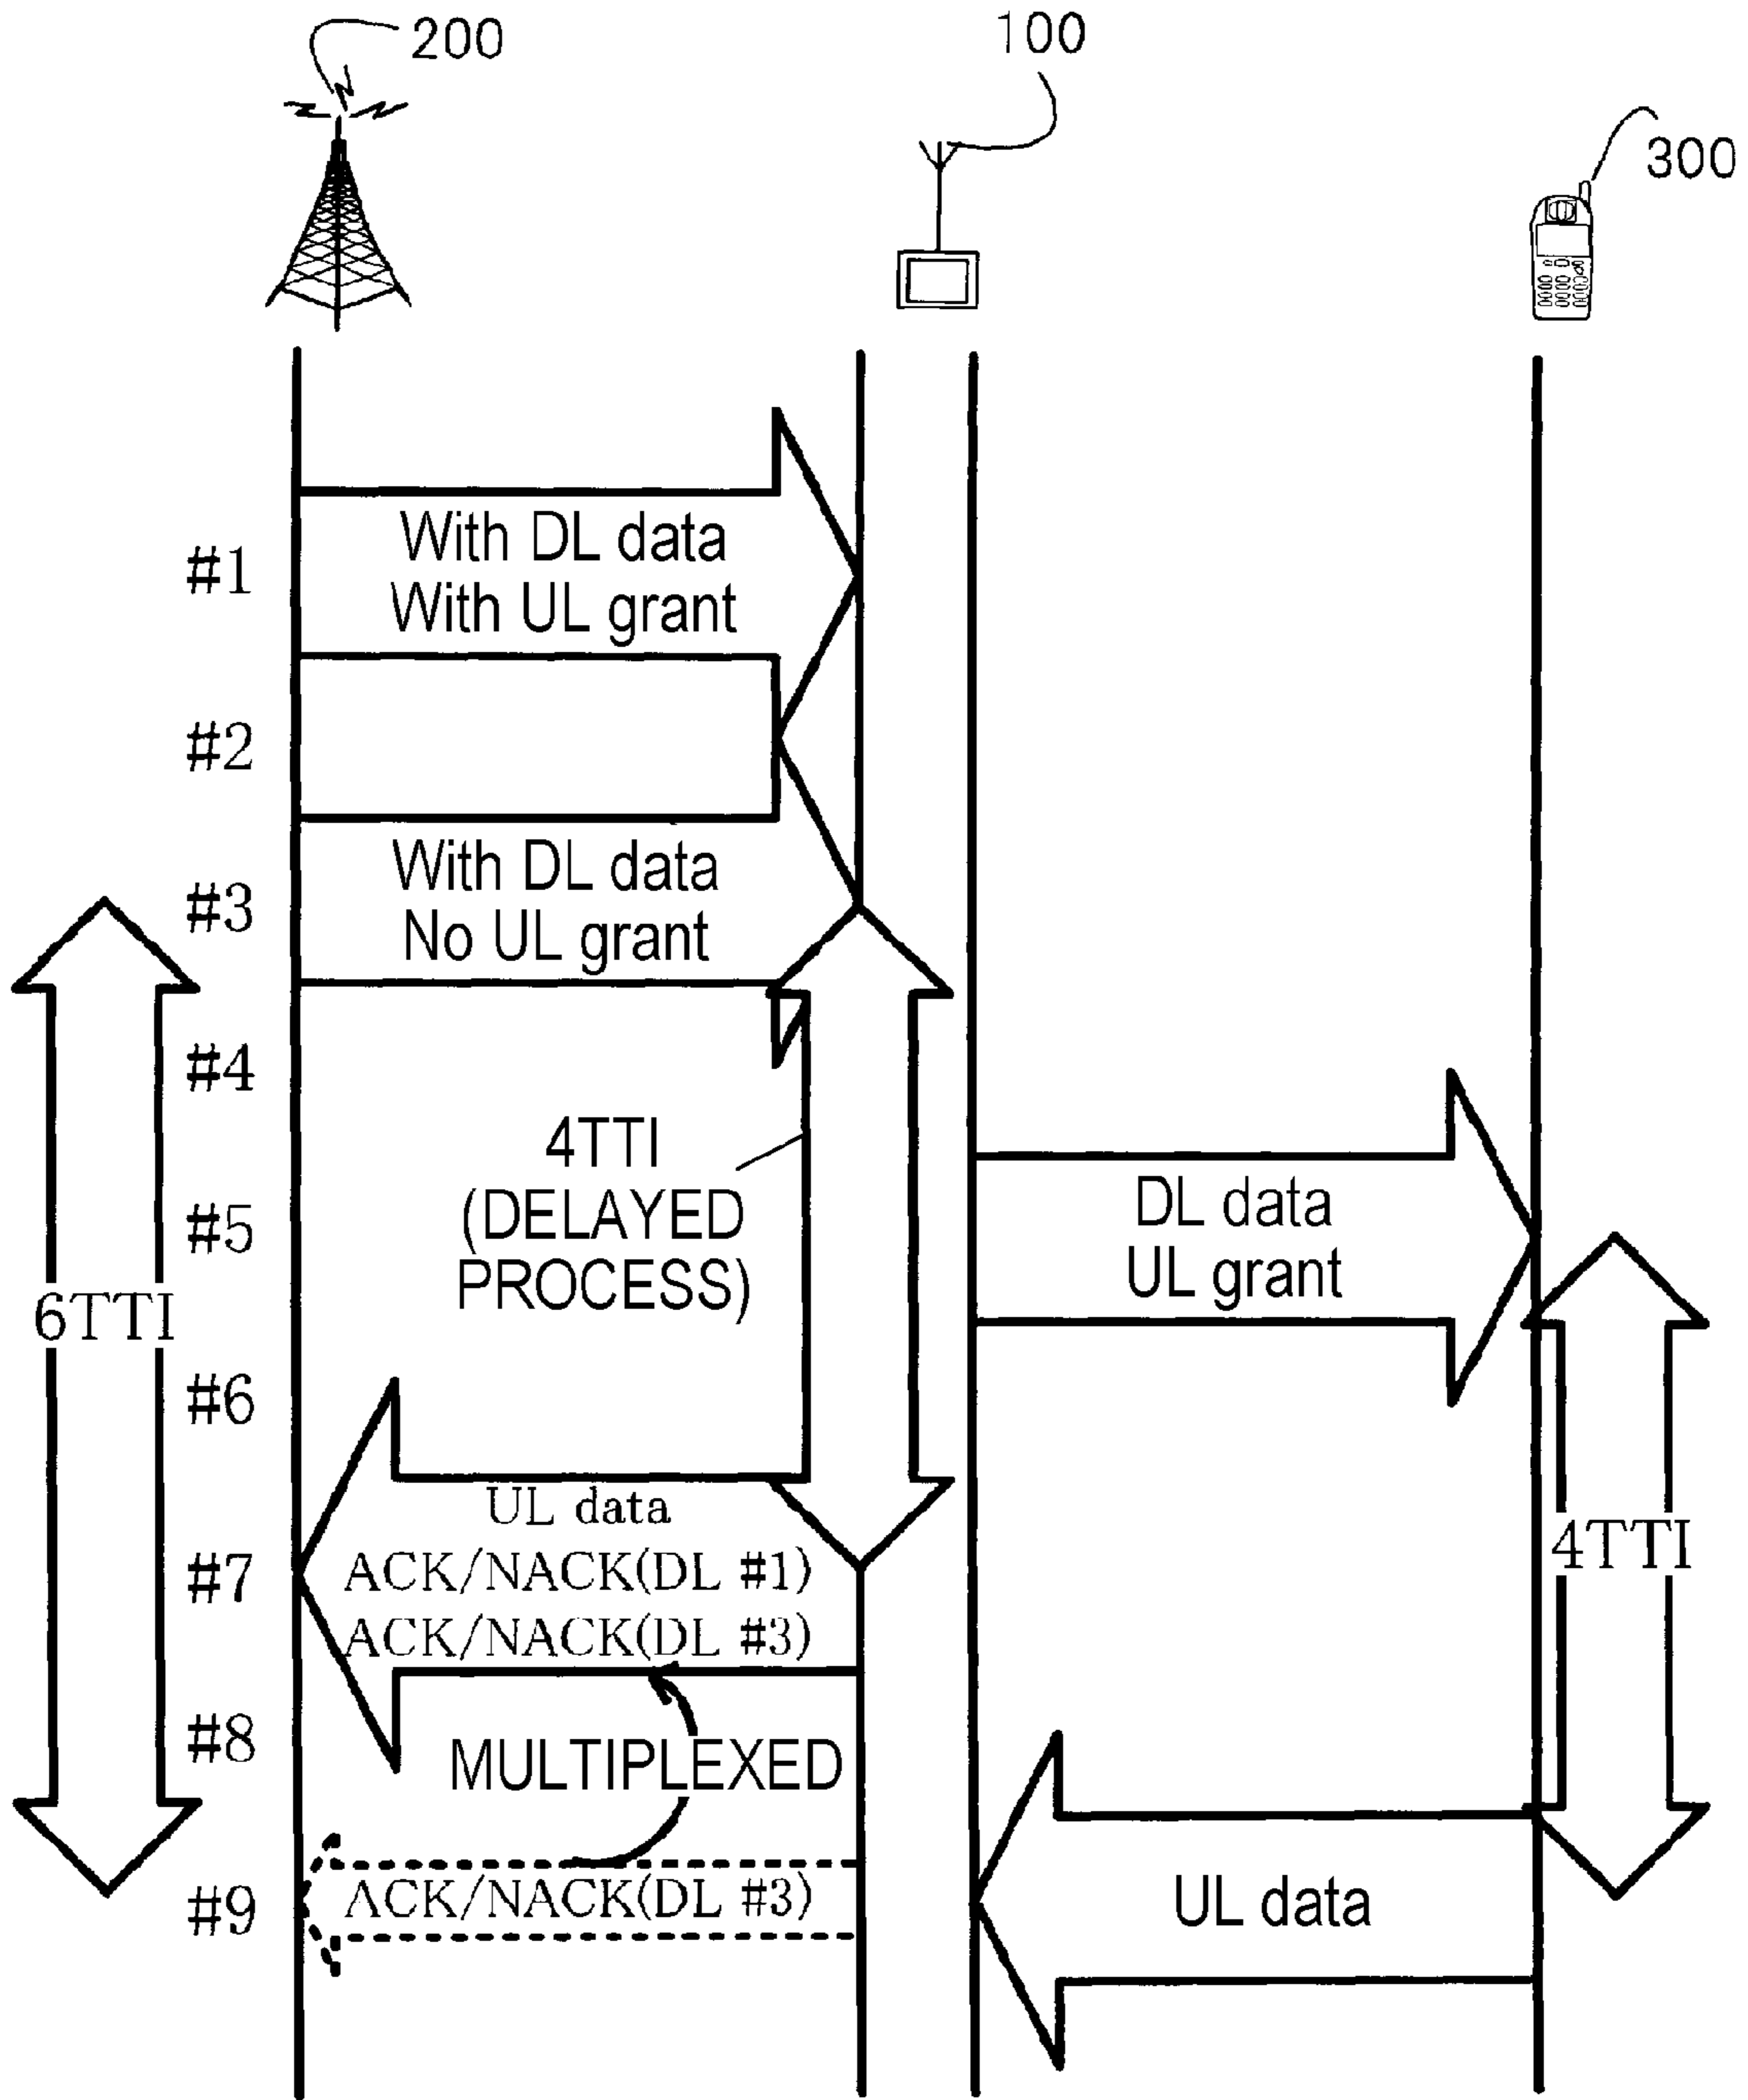 200
100
300
With DL data
With UL grant
#1
#2
With DL data
No UL grant
#3
#4
4TTI
(DELAYED
PROCESS)
#5
DL data
UL grant
6TTI
#6
UL data
ACK/NACK(DL #1)
ACK/NACK(DL #3)
#7
4TTI
#8
MULTIPLEXED
#9
ACK/NACK(DL #3)
UL data